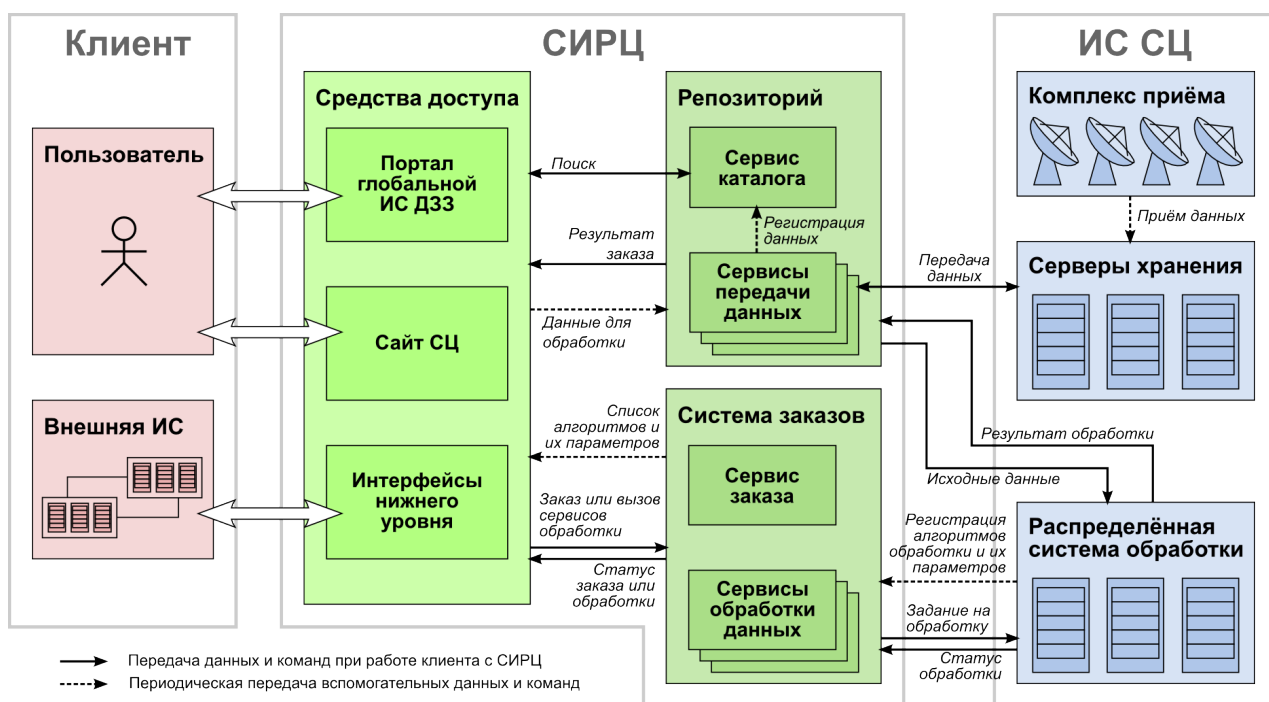 Клиент
СИРЦ
ИС СЦ
Пользователь
Внешняя ИС
Средства доступа
Портал
глобальной
ИС ДЗЗ
Сайт СЦ
Интерфейсы
нижнего
уровня
Поиск
Результат
заказа
Данные для
обработки
Список
алгоритмов и
их параметров
Заказ или вызов
сервисов
обработки
Статус
заказа или
обработки
Репозиторий
Сервис
каталога
Регистрация
данных
Сервисы
передачи
данных
Система заказов
Сервис
заказа
Сервисы
обработки
данных
Передача
данных
Результат обработки
Исходные данные
Регистрация
алгоритмов
обработки и их
параметров
Задание на
обработку
Статус
обработки
Комплекс приёма
Приём данных
Серверы хранения
Распределённая
система обработки
Передача данных и команд при работе клиента с СИРЦ
Периодическая передача вспомогательных данных и команд